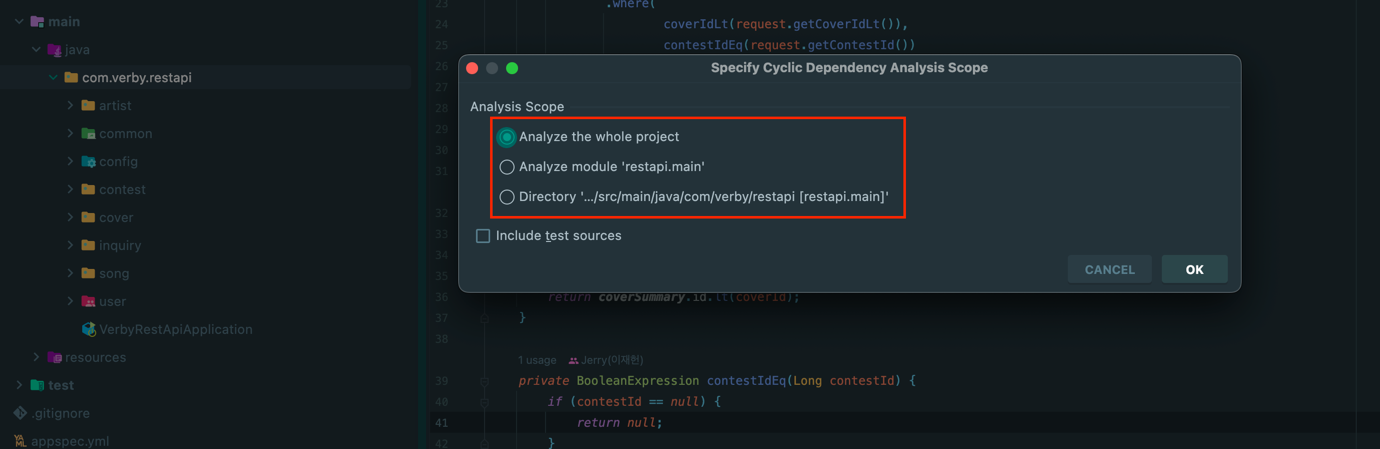 main
java
com.verby.restapi
artist
common
config
contest
cover
inquiry
song
user
VerbyRestApiApplication
resources
test
.gitignore
appspec.yml
23 .where(
24 coverIdLt(request.getCoverIdLt()),
25 contestIdEq(request.getContestId())
26
27
28
29
30
31
32
33
34
35
36 return coverSummary.id.lt(coverId);
37 }
38
1 usage Jerry(이재헌)
39 private BooleanExpression contestIdEq(Long contestId) {
40 if (contestId == null) {
41 return null;
42 }
Specify Cyclic Dependency Analysis Scope
Analysis Scope
Analyze the whole project
Analyze module 'restapi.main'
Directory '.../src/main/java/com/verby/restapi [restapi.main]'
Include test sources
CANCEL OK